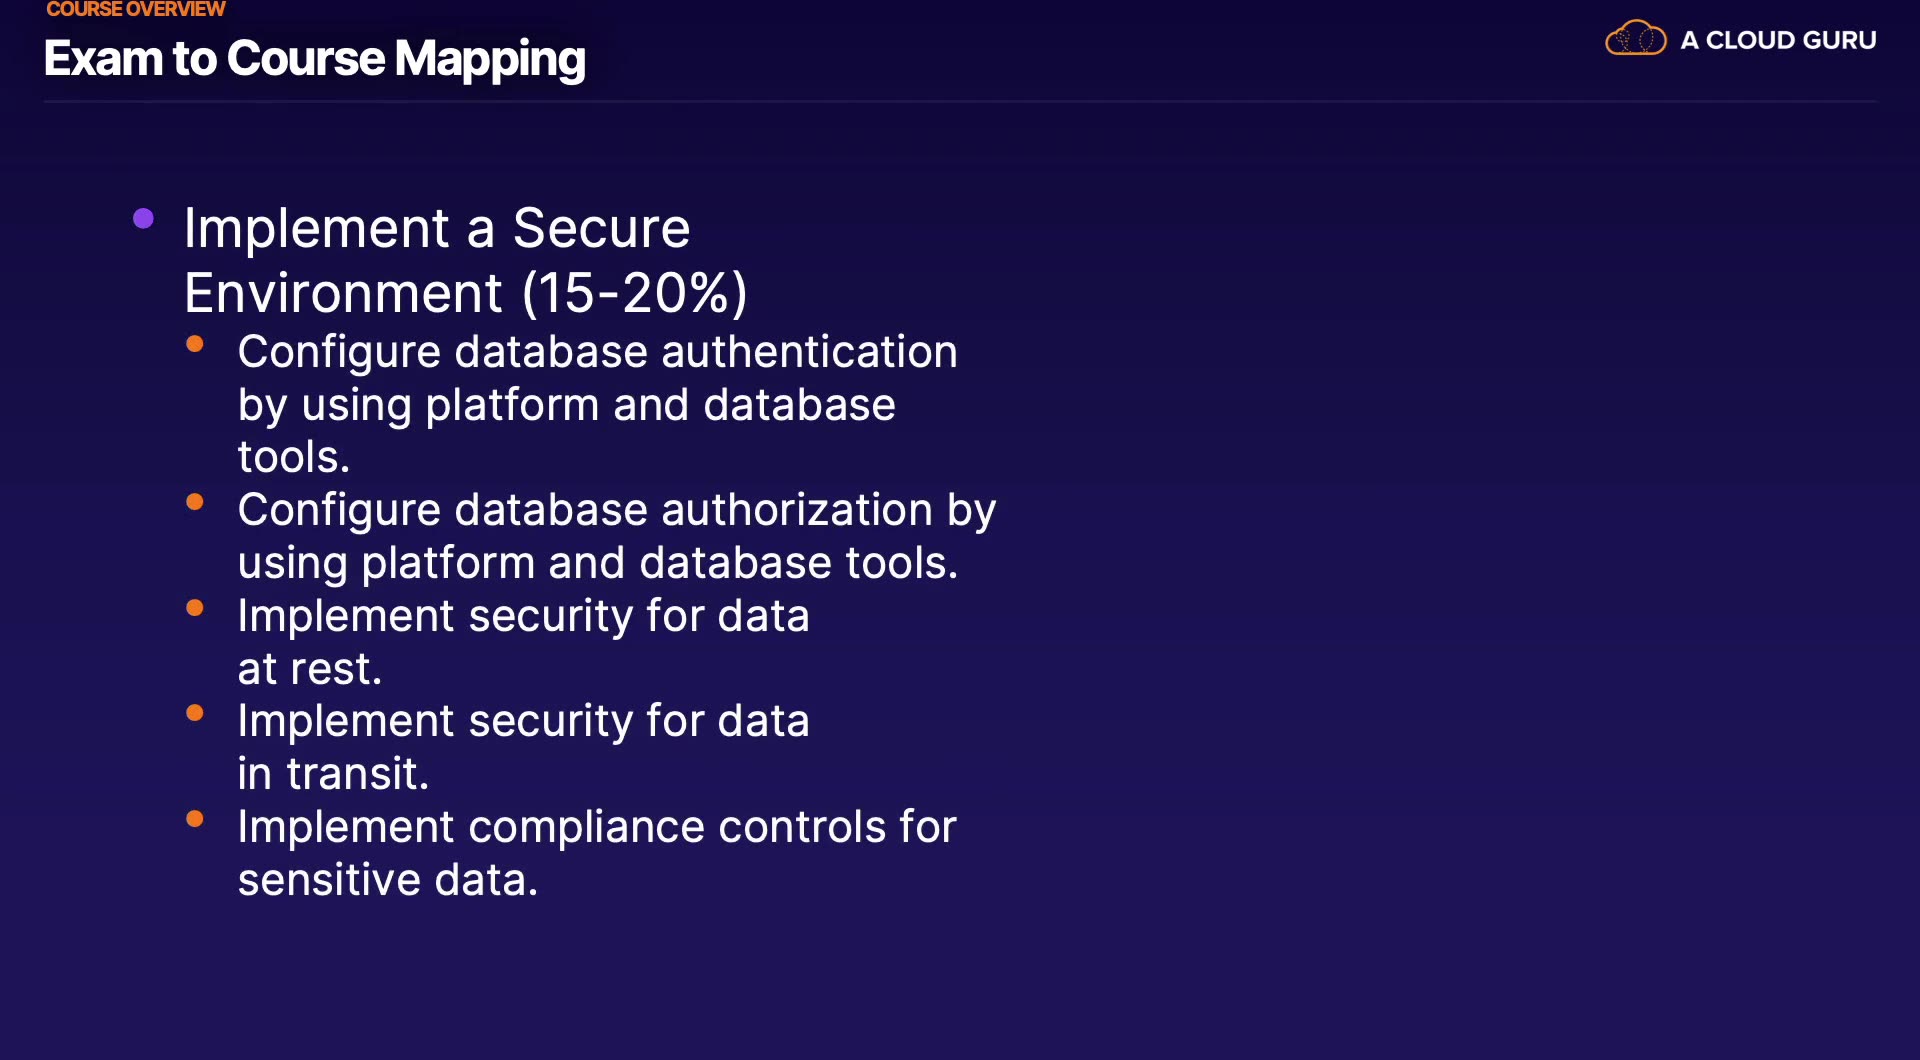 COURSE OVERVIEW
Exam to Course Mapping
A CLOUD GURU
Implement a Secure
Environment (15-20%)
Configure database authentication
by using platform and database
tools.
Configure database authorization by
using platform and database tools.
Implement security for data
at rest.
Implement security for data
in transit.
Implement compliance controls for
sensitive data.